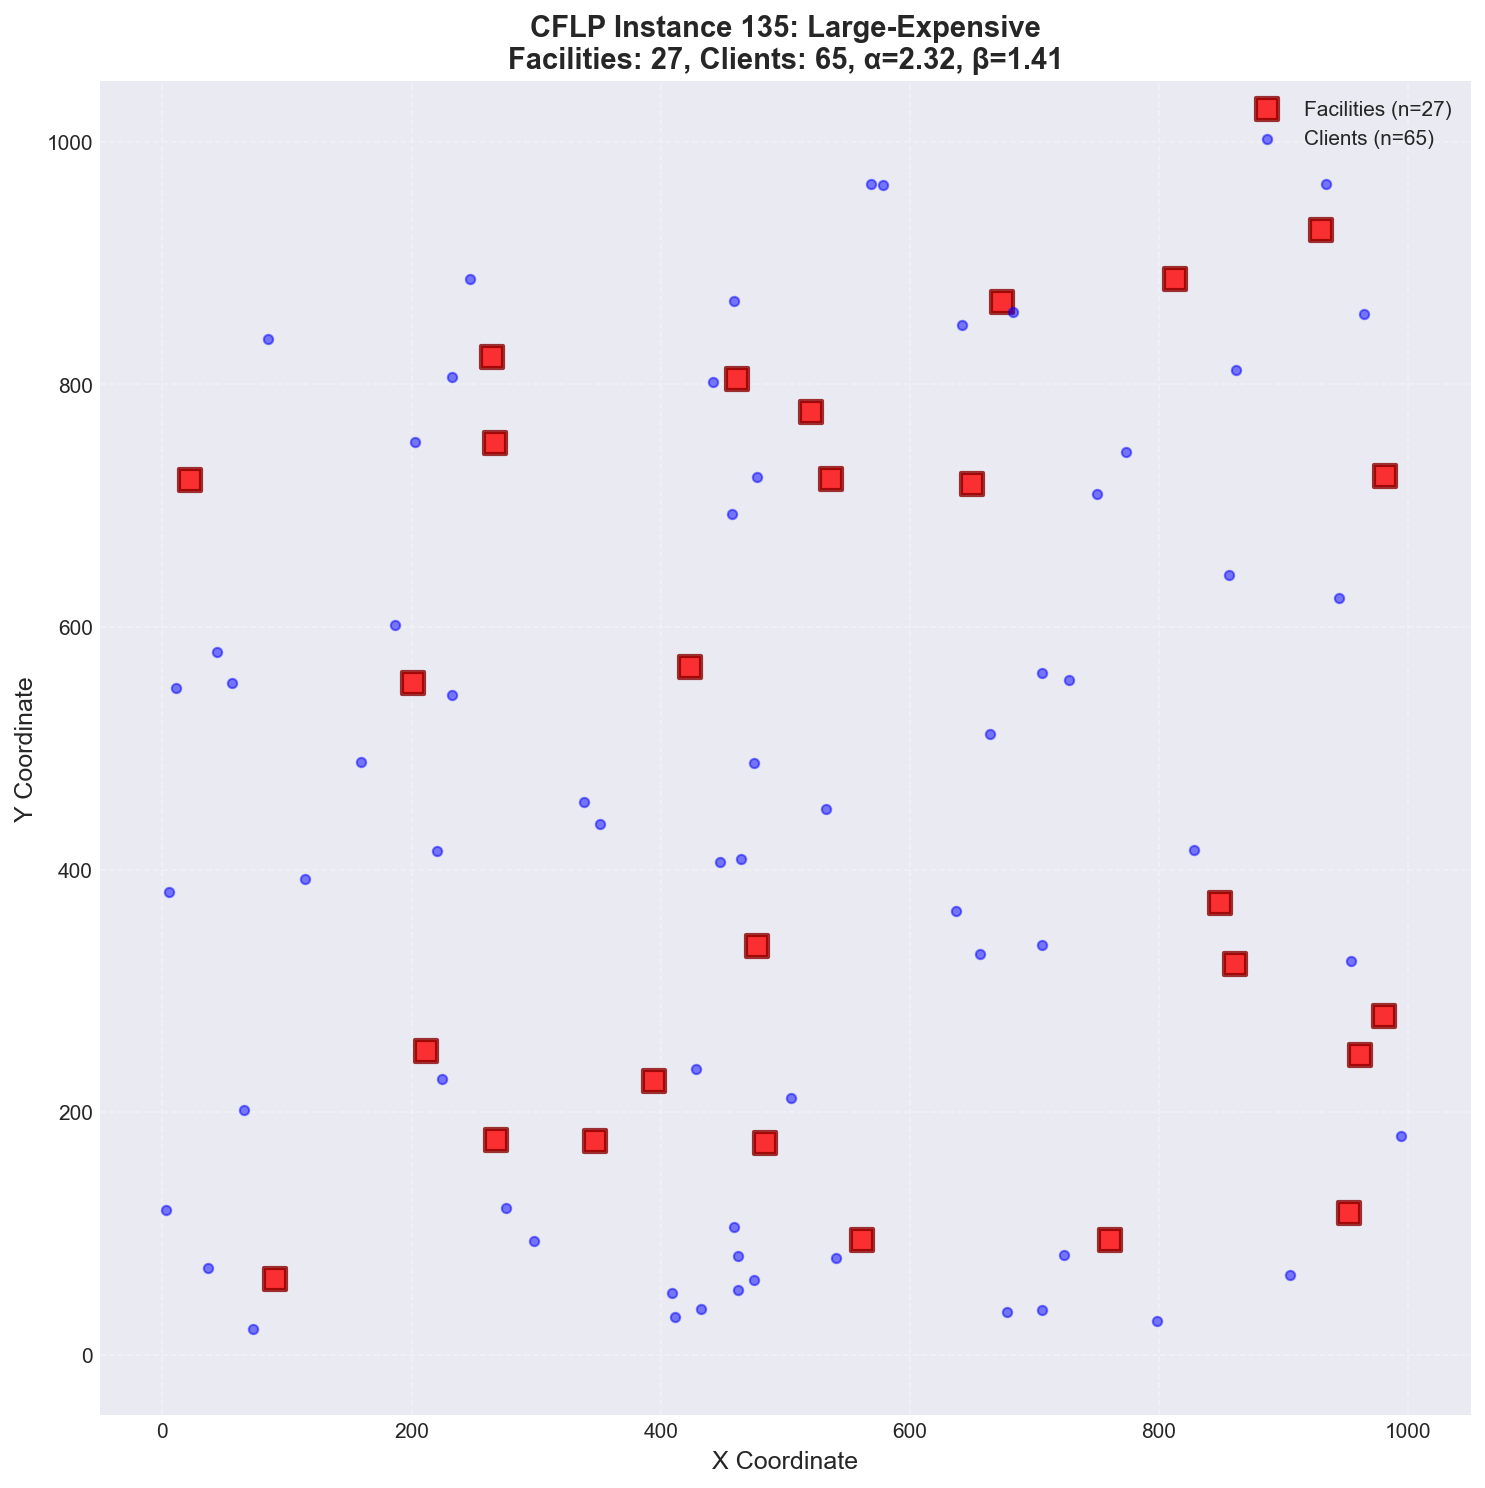 CFLP Instance 135: Large-Expensive
Facilities: 27, Clients: 65, α=2.32, β=1.41
Facilities (n=27)
Clients (n=65)
1000
800
600
400
200
0
Y Coordinate
0 200 400 600 800 1000
X Coordinate